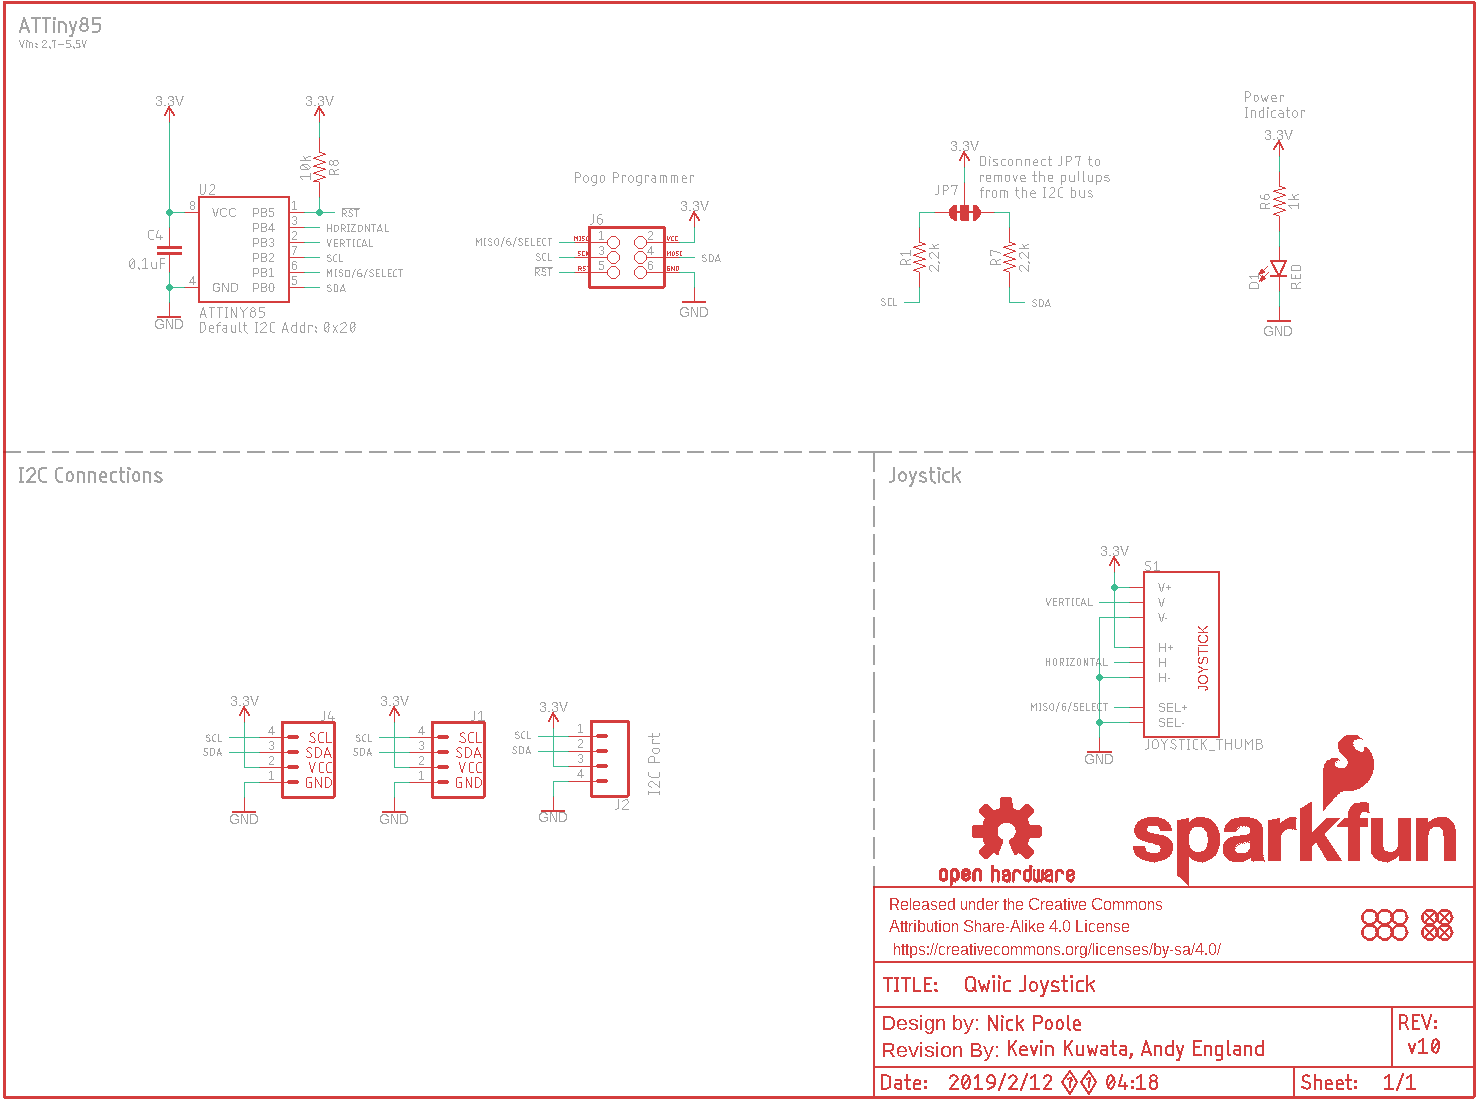 ATTiny85
Vin: 2.7-5.5V
3.3V
3.3V
10k
R8
U2
8
VCC
PB5
1
RST
PB4
3
HORIZONTAL
PB3
2
VERTICAL
PB2
7
SCL
PB1
6
MISO/6/SELECT
4
GND
PB0
5
SDA
C4
0.1uF
GND
ATTINY85
Default I2C Addr: 0x20
Pogo Programmer
J6
3.3V
MISO/6/SELECT
MISO
1
2
VCC
SCL
SCK
3
4
MOSI
SDA
RST
RST
5
6
GND
GND
3.3V
Disconnect JP7 to
remove the pullups
from the I2C bus
JP7
R1
2.2k
R7
2.2k
SCL
SDA
Power
Indicator
3.3V
R6
1k
D1
RED
GND
I2C Connections
3.3V
J4
SCL
4
SCL
SDA
3
SDA
2
VCC
1
GND
GND
3.3V
J1
SCL
4
SCL
SDA
3
SDA
2
VCC
1
GND
GND
3.3V
SCL
1
SDA
2
3
4
J2
GND
I2C Port
Joystick
3.3V
S1
V+
VERTICAL
V
V-
H+
HORIZONTAL
H
H-
MISO/6/SELECT
SEL+
SEL-
JOYSTICK
JOYSTICK_THUMB
GND
open hardware
sparkfun
Released under the Creative Commons
Attribution Share-Alike 4.0 License
https://creativecommons.org/licenses/by-sa/4.0/
TITLE: Qwiic Joystick
Design by: Nick Poole
Revision By: Kevin Kuwata, Andy England
REV:
v10
Date: 2019/2/12 �� 04:18
Sheet: 1/1